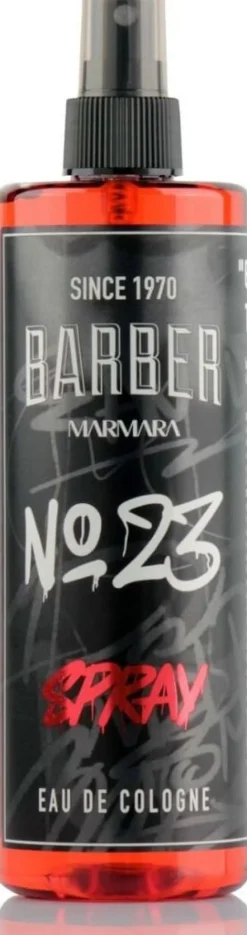 SINCE 1970
BARBER
MARMARA
No 23
SPRAY
EAU DE COLOGNE